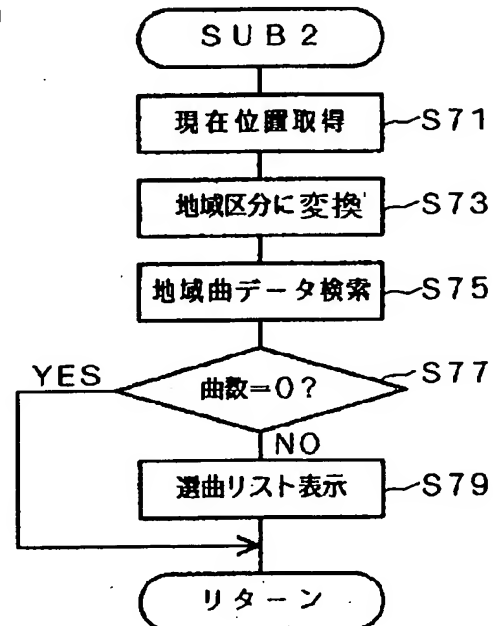 SUB2
現在位置取得
S71
地域区分に変換
S73
地域曲データ検索
S75
曲数=0?
S77
YES
NO
選曲リスト表示
S79
リターン